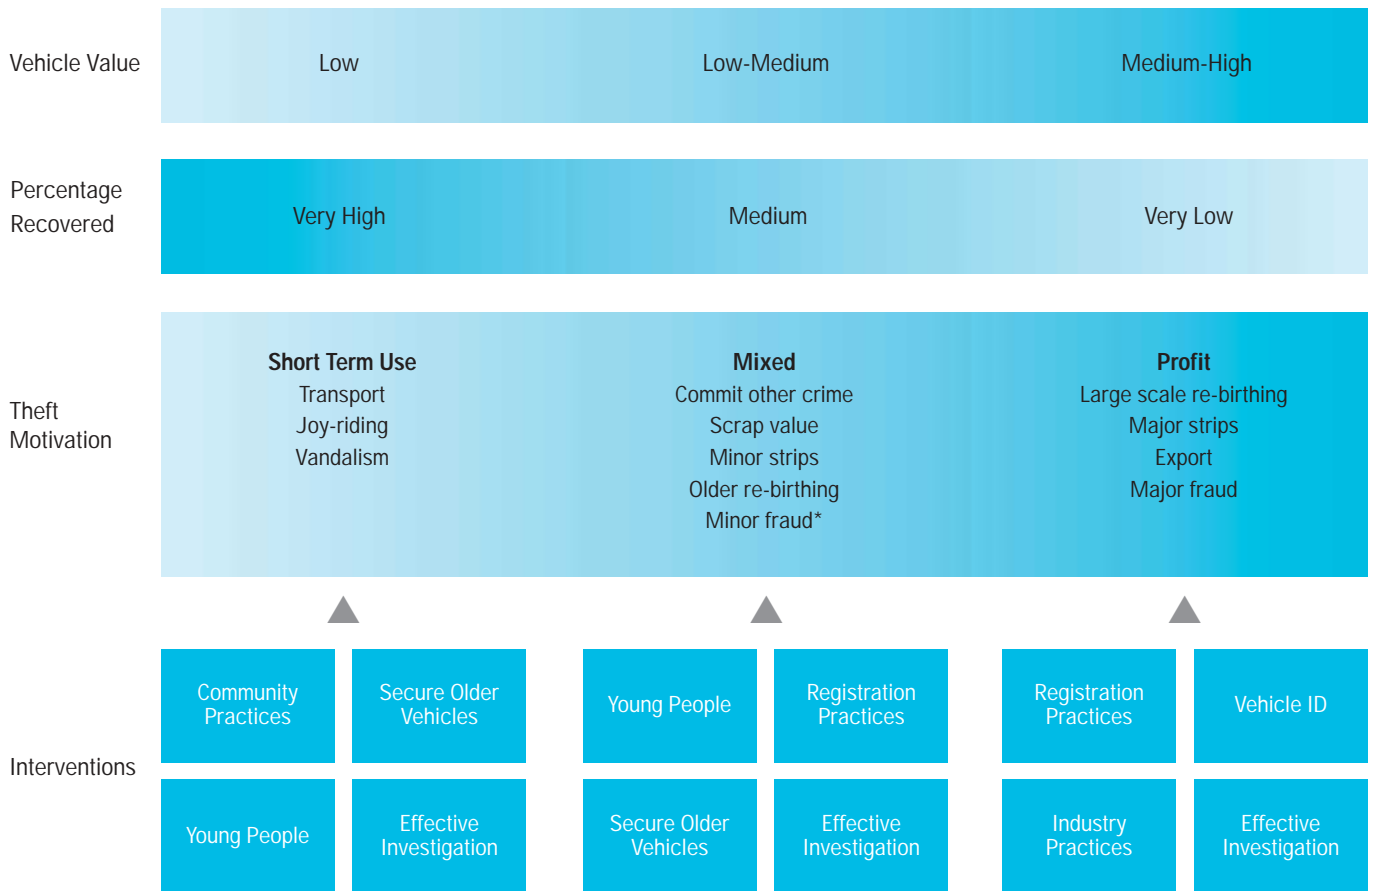 Vehicle Value
Low
Low-Medium
Medium-High
Percentage
Recovered
Very High
Medium
Very Low
Theft
Motivation
Short Term Use
Transport
Joy-riding
Vandalism
Mixed
Commit other crime
Scrap value
Minor strips
Older re-birthing
Minor fraud*
Profit
Large scale re-birthing
Major strips
Export
Major fraud
Interventions
Community
Practices
Secure Older
Vehicles
Young People
Effective
Investigation
Young People
Registration
Practices
Secure Older
Vehicles
Effective
Investigation
Registration
Practices
Vehicle ID
Industry
Practices
Effective
Investigation